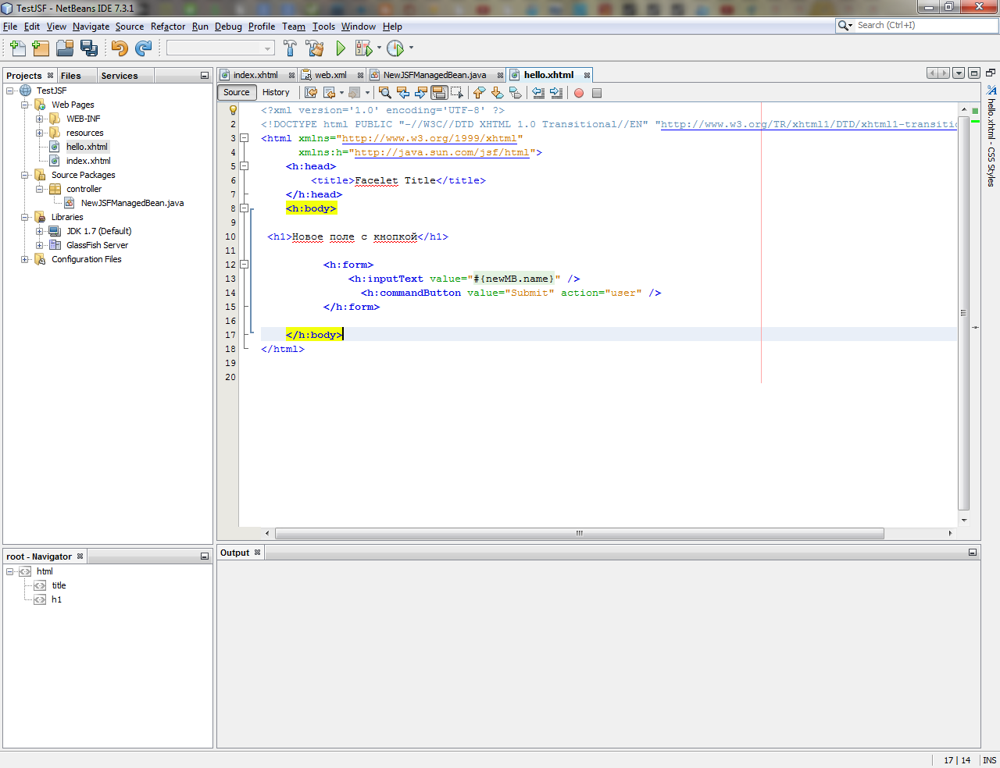 TestJSF - NetBeans IDE 7.3.1
File Edit View Navigate Source Refactor Run Debug Profile Team Tools Window Help
Search (Ctrl+I)
Projects Files Services
TestJSF
Web Pages
WEB-INF
resources
hello.xhtml
index.xhtml
Source Packages
controller
NewJSFManagedBean.java
Libraries
JDK 1.7 (Default)
GlassFish Server
Configuration Files
index.xhtml web.xml NewJSFManagedBean.java hello.xhtml
Source History
<?xml version='1.0' encoding='UTF-8' ?>
2 <!DOCTYPE html PUBLIC "-//W3C//DTD XHTML 1.0 Transitional//EN" "http://www.w3.org/TR/xhtml1/DTD/xhtml1-transitio
3 <html xmlns="http://www.w3.org/1999/xhtml"
4 xmlns:h="http://java.sun.com/jsf/html">
5 <h:head>
6 <title>Facelet Title</title>
7 </h:head>
8 <h:body>
9
10 <h1>Новое поле с кнопкой</h1>
11
12 <h:form>
13 <h:inputText value="#{newMB.name}" />
14 <h:commandButton value="Submit" action="user" />
15 </h:form>
16
17 </h:body>
18 </html>
19
20
hello.xhtml - CSS Styles
root - Navigator
html
title
h1
Output
17 | 14 INS